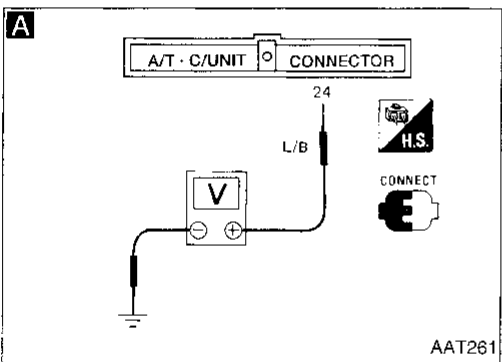 A
A/T · C/UNIT CONNECTOR
24
L/B
H.S.
CONNECT
V
− +
AAT261